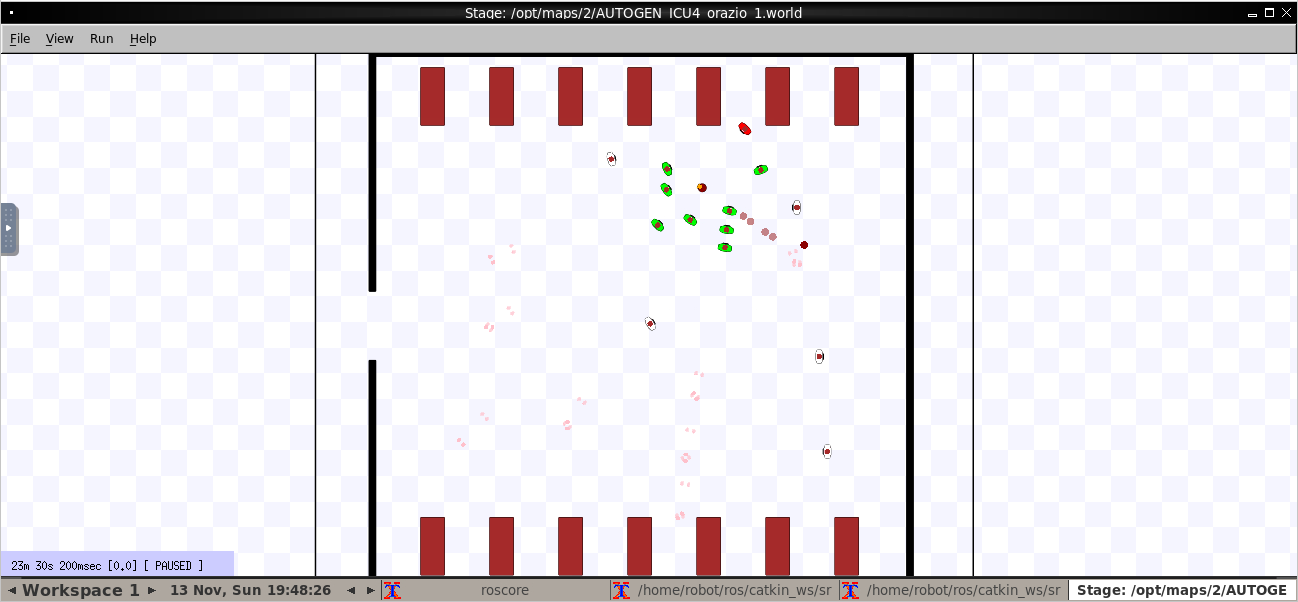 Stage: /opt/maps/2/AUTOGEN_ICU4_orazio_1.world
File View Run Help
23m 30s 200msec [0.0] [ PAUSED ]
Workspace 1 13 Nov, Sun 19:48:26 roscore /home/robot/ros/catkin_ws/sr /home/robot/ros/catkin_ws/sr Stage: /opt/maps/2/AUTOGE